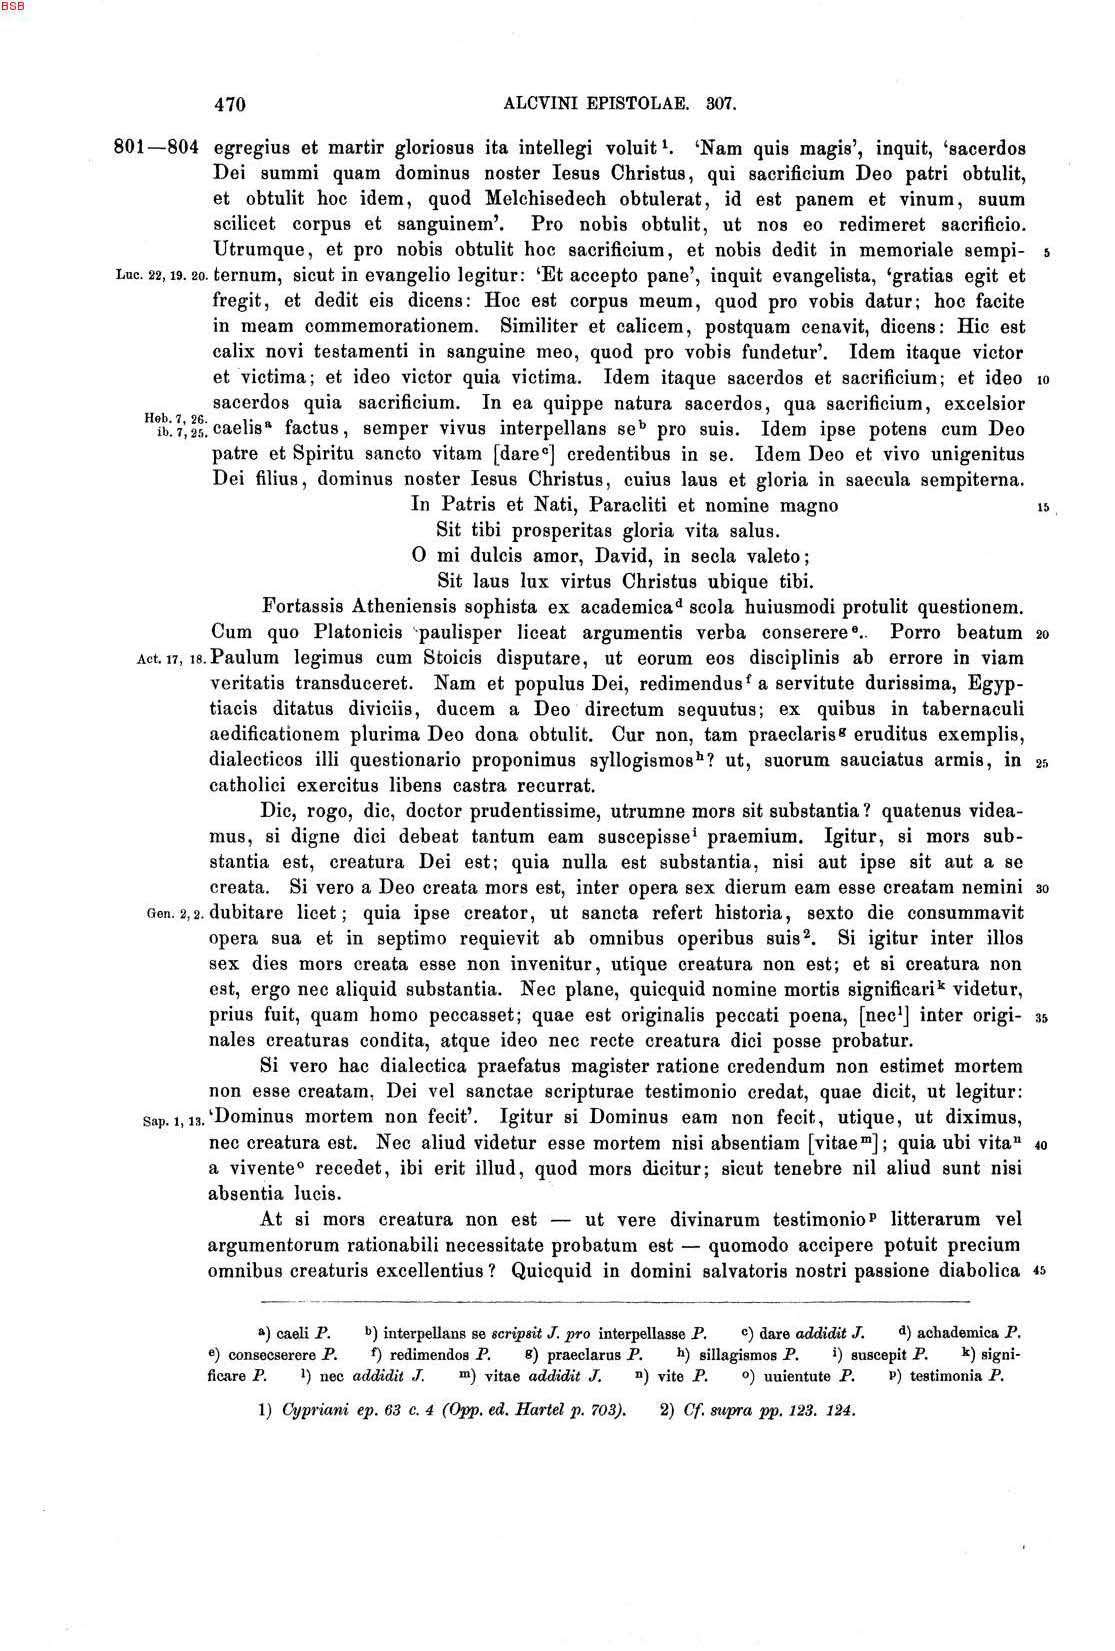 BSB
470 ALCVINI EPISTOLAE. 307.
801—804 egregius et martir gloriosus ita intellegi voluit¹. ‘Nam quis magis’, inquit, ‘sacerdos
Dei summi quam dominus noster Iesus Christus, qui sacrificium Deo patri obtulit,
et obtulit hoc idem, quod Melchisedech obtulerat, id est panem et vinum, suum
scilicet corpus et sanguinem’. Pro nobis obtulit, ut nos eo redimeret sacrificio.
Utrumque, et pro nobis obtulit hoc sacrificium, et nobis dedit in memoriale sempi- 5
Luc. 22, 19. 20. ternum, sicut in evangelio legitur: ‘Et accepto pane’, inquit evangelista, ‘gratias egit et
fregit, et dedit eis dicens: Hoc est corpus meum, quod pro vobis datur; hoc facite
in meam commemorationem. Similiter et calicem, postquam cenavit, dicens: Hic est
calix novi testamenti in sanguine meo, quod pro vobis fundetur’. Idem itaque victor
et victima; et ideo victor quia victima. Idem itaque sacerdos et sacrificium; et ideo 10
sacerdos quia sacrificium. In ea quippe natura sacerdos, qua sacrificium, excelsior
Heb. 7, 26.
ib. 7, 25. caelisᵃ factus, semper vivus interpellans seᵇ pro suis. Idem ipse potens cum Deo
patre et Spiritu sancto vitam [dareᶜ] credentibus in se. Idem Deo et vivo unigenitus
Dei filius, dominus noster Iesus Christus, cuius laus et gloria in saecula sempiterna.
In Patris et Nati, Paracliti et nomine magno 15
Sit tibi prosperitas gloria vita salus.
O mi dulcis amor, David, in secla valeto;
Sit laus lux virtus Christus ubique tibi.
Fortassis Atheniensis sophista ex academicaᵈ scola huiusmodi protulit questionem.
Cum quo Platonicis paulisper liceat argumentis verba conserereᵉ. Porro beatum 20
Act. 17, 18. Paulum legimus cum Stoicis disputare, ut eorum eos disciplinis ab errore in viam
veritatis transduceret. Nam et populus Dei, redimendusᶠ a servitute durissima, Egyp-
tiacis ditatus diviciis, ducem a Deo directum sequutus; ex quibus in tabernaculi
aedificationem plurima Deo dona obtulit. Cur non, tam praeclarisᵍ eruditus exemplis,
dialecticos illi questionario proponimus syllogismosʰ? ut, suorum sauciatus armis, in 25
catholici exercitus libens castra recurrat.
Dic, rogo, dic, doctor prudentissime, utrumne mors sit substantia? quatenus videa-
mus, si digne dici debeat tantum eam suscepisseⁱ praemium. Igitur, si mors sub-
stantia est, creatura Dei est; quia nulla est substantia, nisi aut ipse sit aut a se
creata. Si vero a Deo creata mors est, inter opera sex dierum eam esse creatam nemini 30
Gen. 2, 2. dubitare licet; quia ipse creator, ut sancta refert historia, sexto die consummavit
opera sua et in septimo requievit ab omnibus operibus suis². Si igitur inter illos
sex dies mors creata esse non invenitur, utique creatura non est; et si creatura non
est, ergo nec aliquid substantia. Nec plane, quicquid nomine mortis significariᵏ videtur,
prius fuit, quam homo peccasset; quae est originalis peccati poena, [necˡ] inter origi- 35
nales creaturas condita, atque ideo nec recte creatura dici posse probatur.
Si vero hac dialectica praefatus magister ratione credendum non estimet mortem
non esse creatam, Dei vel sanctae scripturae testimonio credat, quae dicit, ut legitur:
Sap. 1, 13. ‘Dominus mortem non fecit’. Igitur si Dominus eam non fecit, utique, ut diximus,
nec creatura est. Nec aliud videtur esse mortem nisi absentiam [vitaeᵐ]; quia ubi vitaⁿ 40
a viventeᵒ recedet, ibi erit illud, quod mors dicitur; sicut tenebre nil aliud sunt nisi
absentia lucis.
At si mors creatura non est — ut vere divinarum testimonioᵖ litterarum vel
argumentorum rationabili necessitate probatum est — quomodo accipere potuit precium
omnibus creaturis excellentius? Quicquid in domini salvatoris nostri passione diabolica 45
ᵃ) caeli P. ᵇ) interpellans se scripsit J. pro interpellasse P. ᶜ) dare addidit J. ᵈ) achademica P.
ᵉ) consecserere P. ᶠ) redimendos P. ᵍ) praeclarus P. ʰ) sillagismos P. ⁱ) suscepit P. ᵏ) signi-
ficare P. ˡ) nec addidit J. ᵐ) vitae addidit J. ⁿ) vite P. ᵒ) uuientute P. ᵖ) testimonia P.
1) Cypriani ep. 63 c. 4 (Opp. ed. Hartel p. 703). 2) Cf. supra pp. 123. 124.